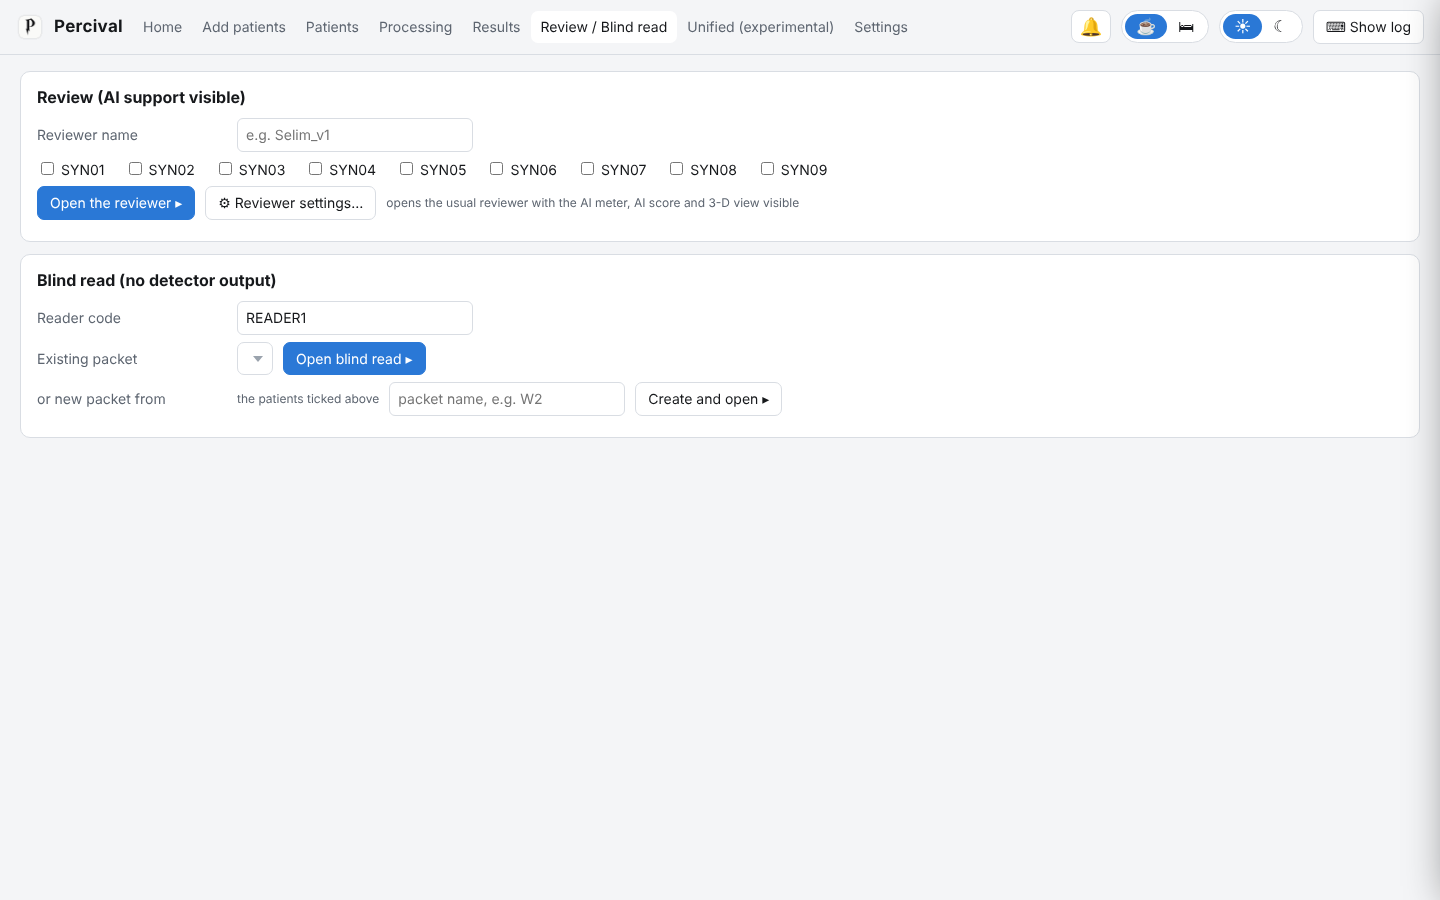 Percival Home Add patients Patients Processing Results Review / Blind read Unified (experimental) Settings Show log
Review (AI support visible)
Reviewer name e.g. Selim_v1
SYN01 SYN02 SYN03 SYN04 SYN05 SYN06 SYN07 SYN08 SYN09
Open the reviewer ▸ ⚙ Reviewer settings... opens the usual reviewer with the AI meter, AI score and 3-D view visible
Blind read (no detector output)
Reader code READER1
Existing packet Open blind read ▸
or new packet from the patients ticked above packet name, e.g. W2 Create and open ▸